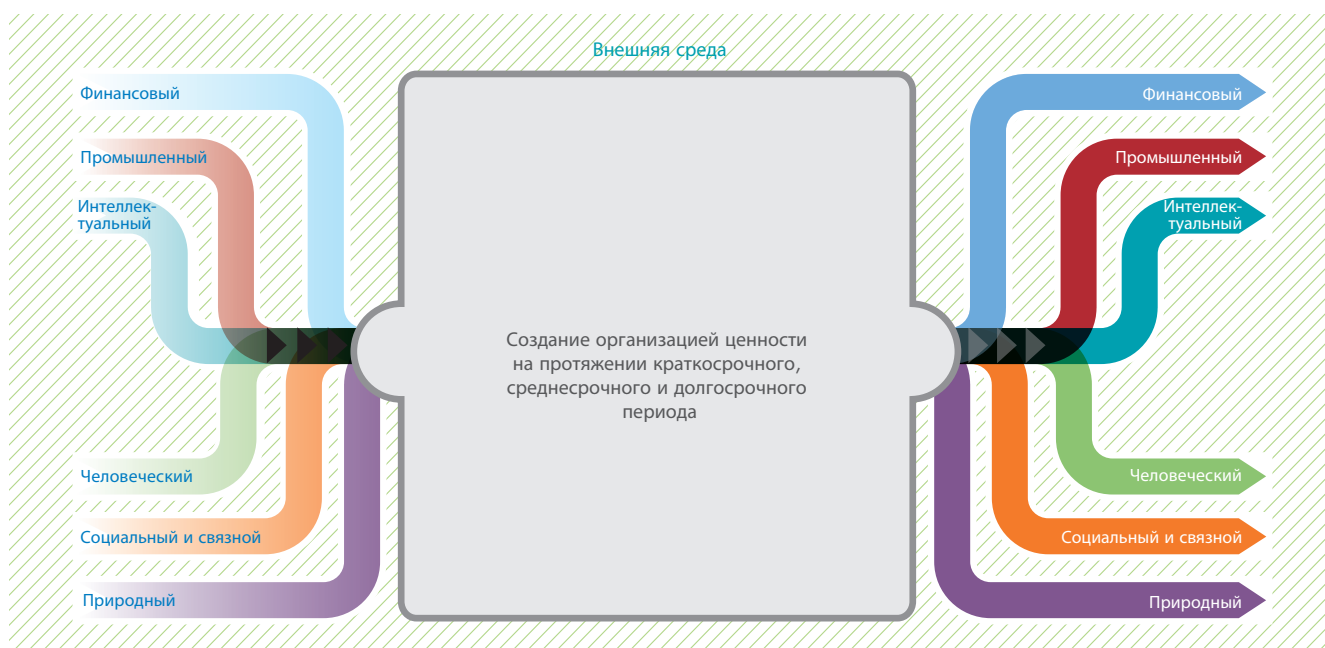 Внешняя среда
Финансовый
Промышленный
Интеллек-
туальный
Человеческий
Социальный и связной
Природный
Создание организацией ценности
на протяжении краткосрочного,
среднесрочного и долгосрочного
периода
Финансовый
Промышленный
Интеллек-
туальный
Человеческий
Социальный и связной
Природный